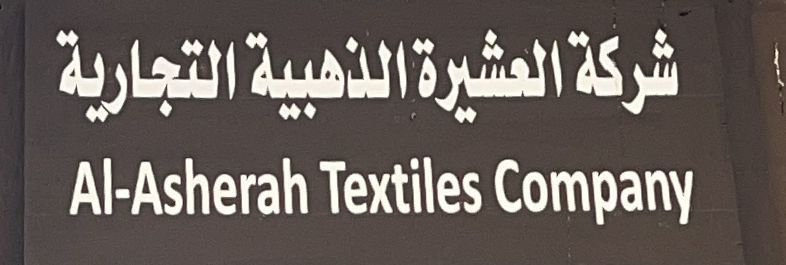 شركة العشيرة الذهبية التجارية
Al-Asherah Textiles Company